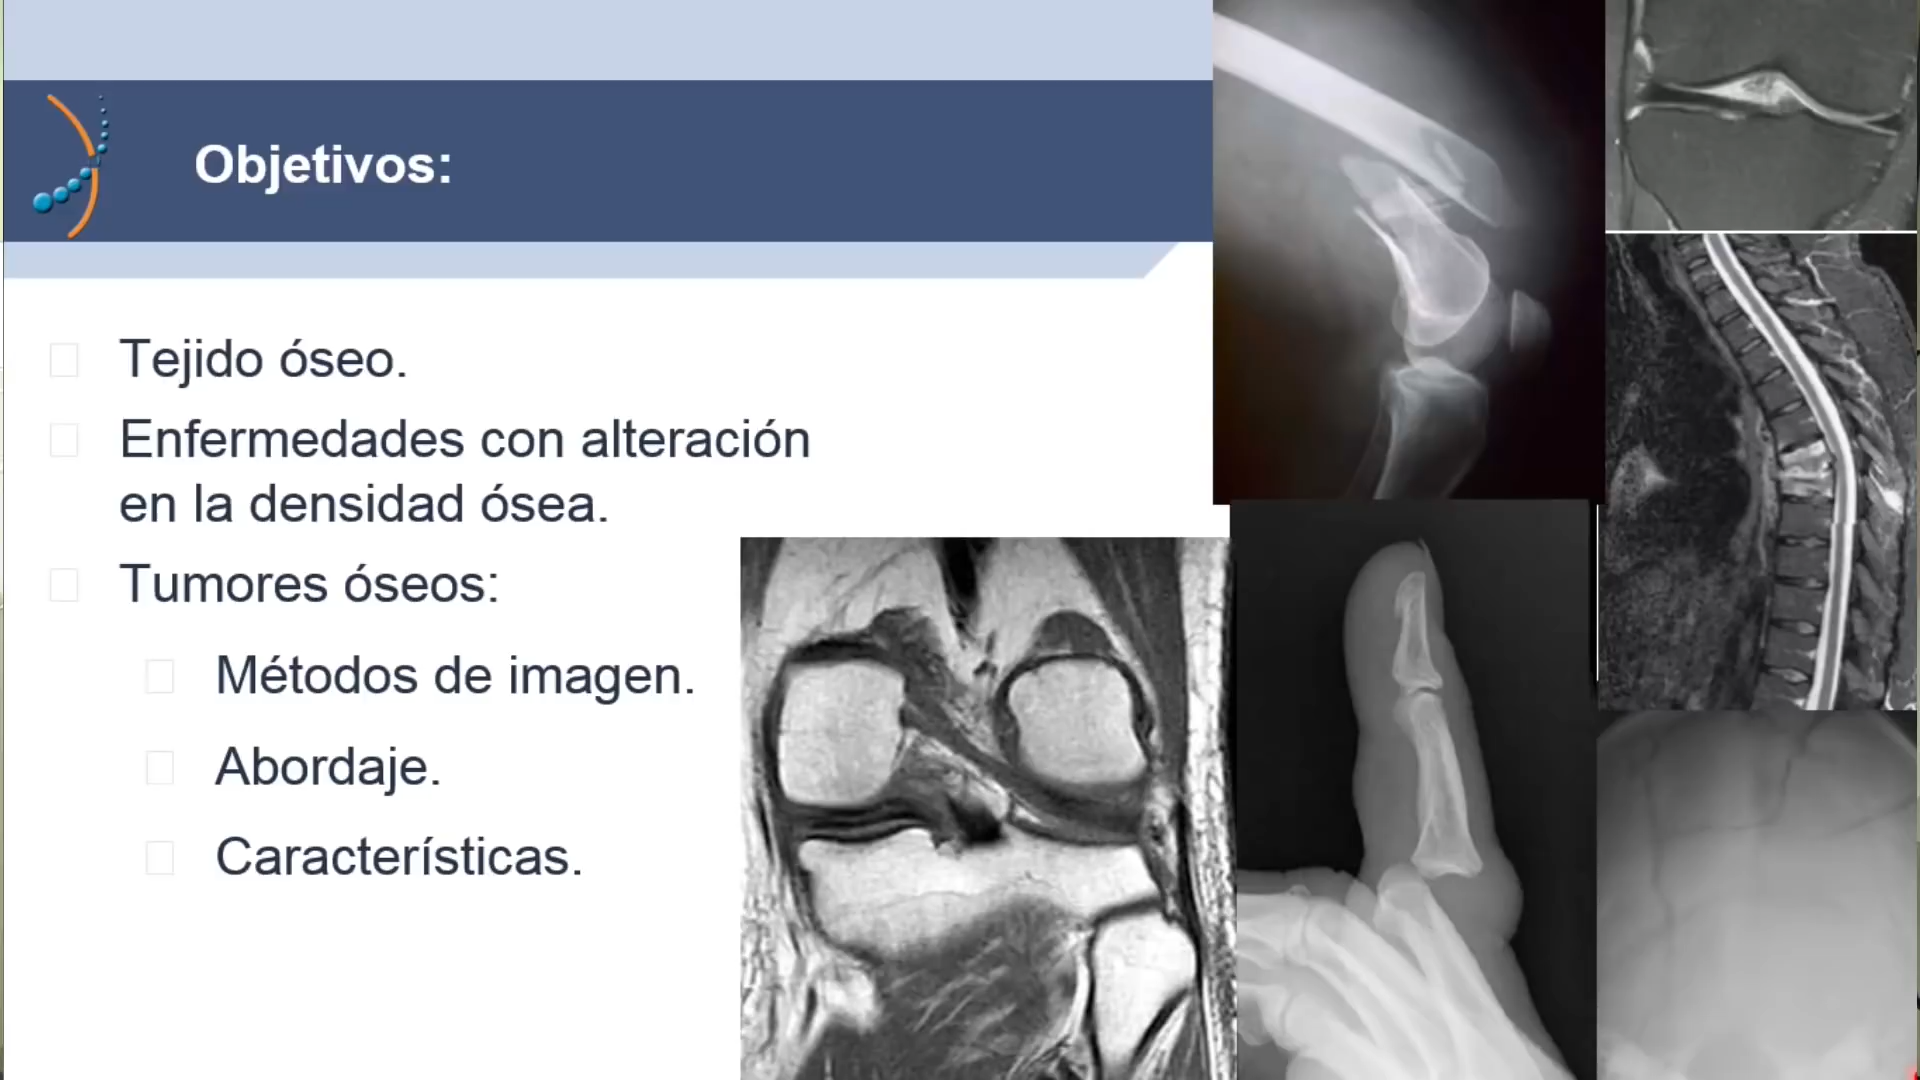 Objetivos:
Tejido óseo.
Enfermedades con alteración
en la densidad ósea.
Tumores óseos:
Métodos de imagen.
Abordaje.
Características.